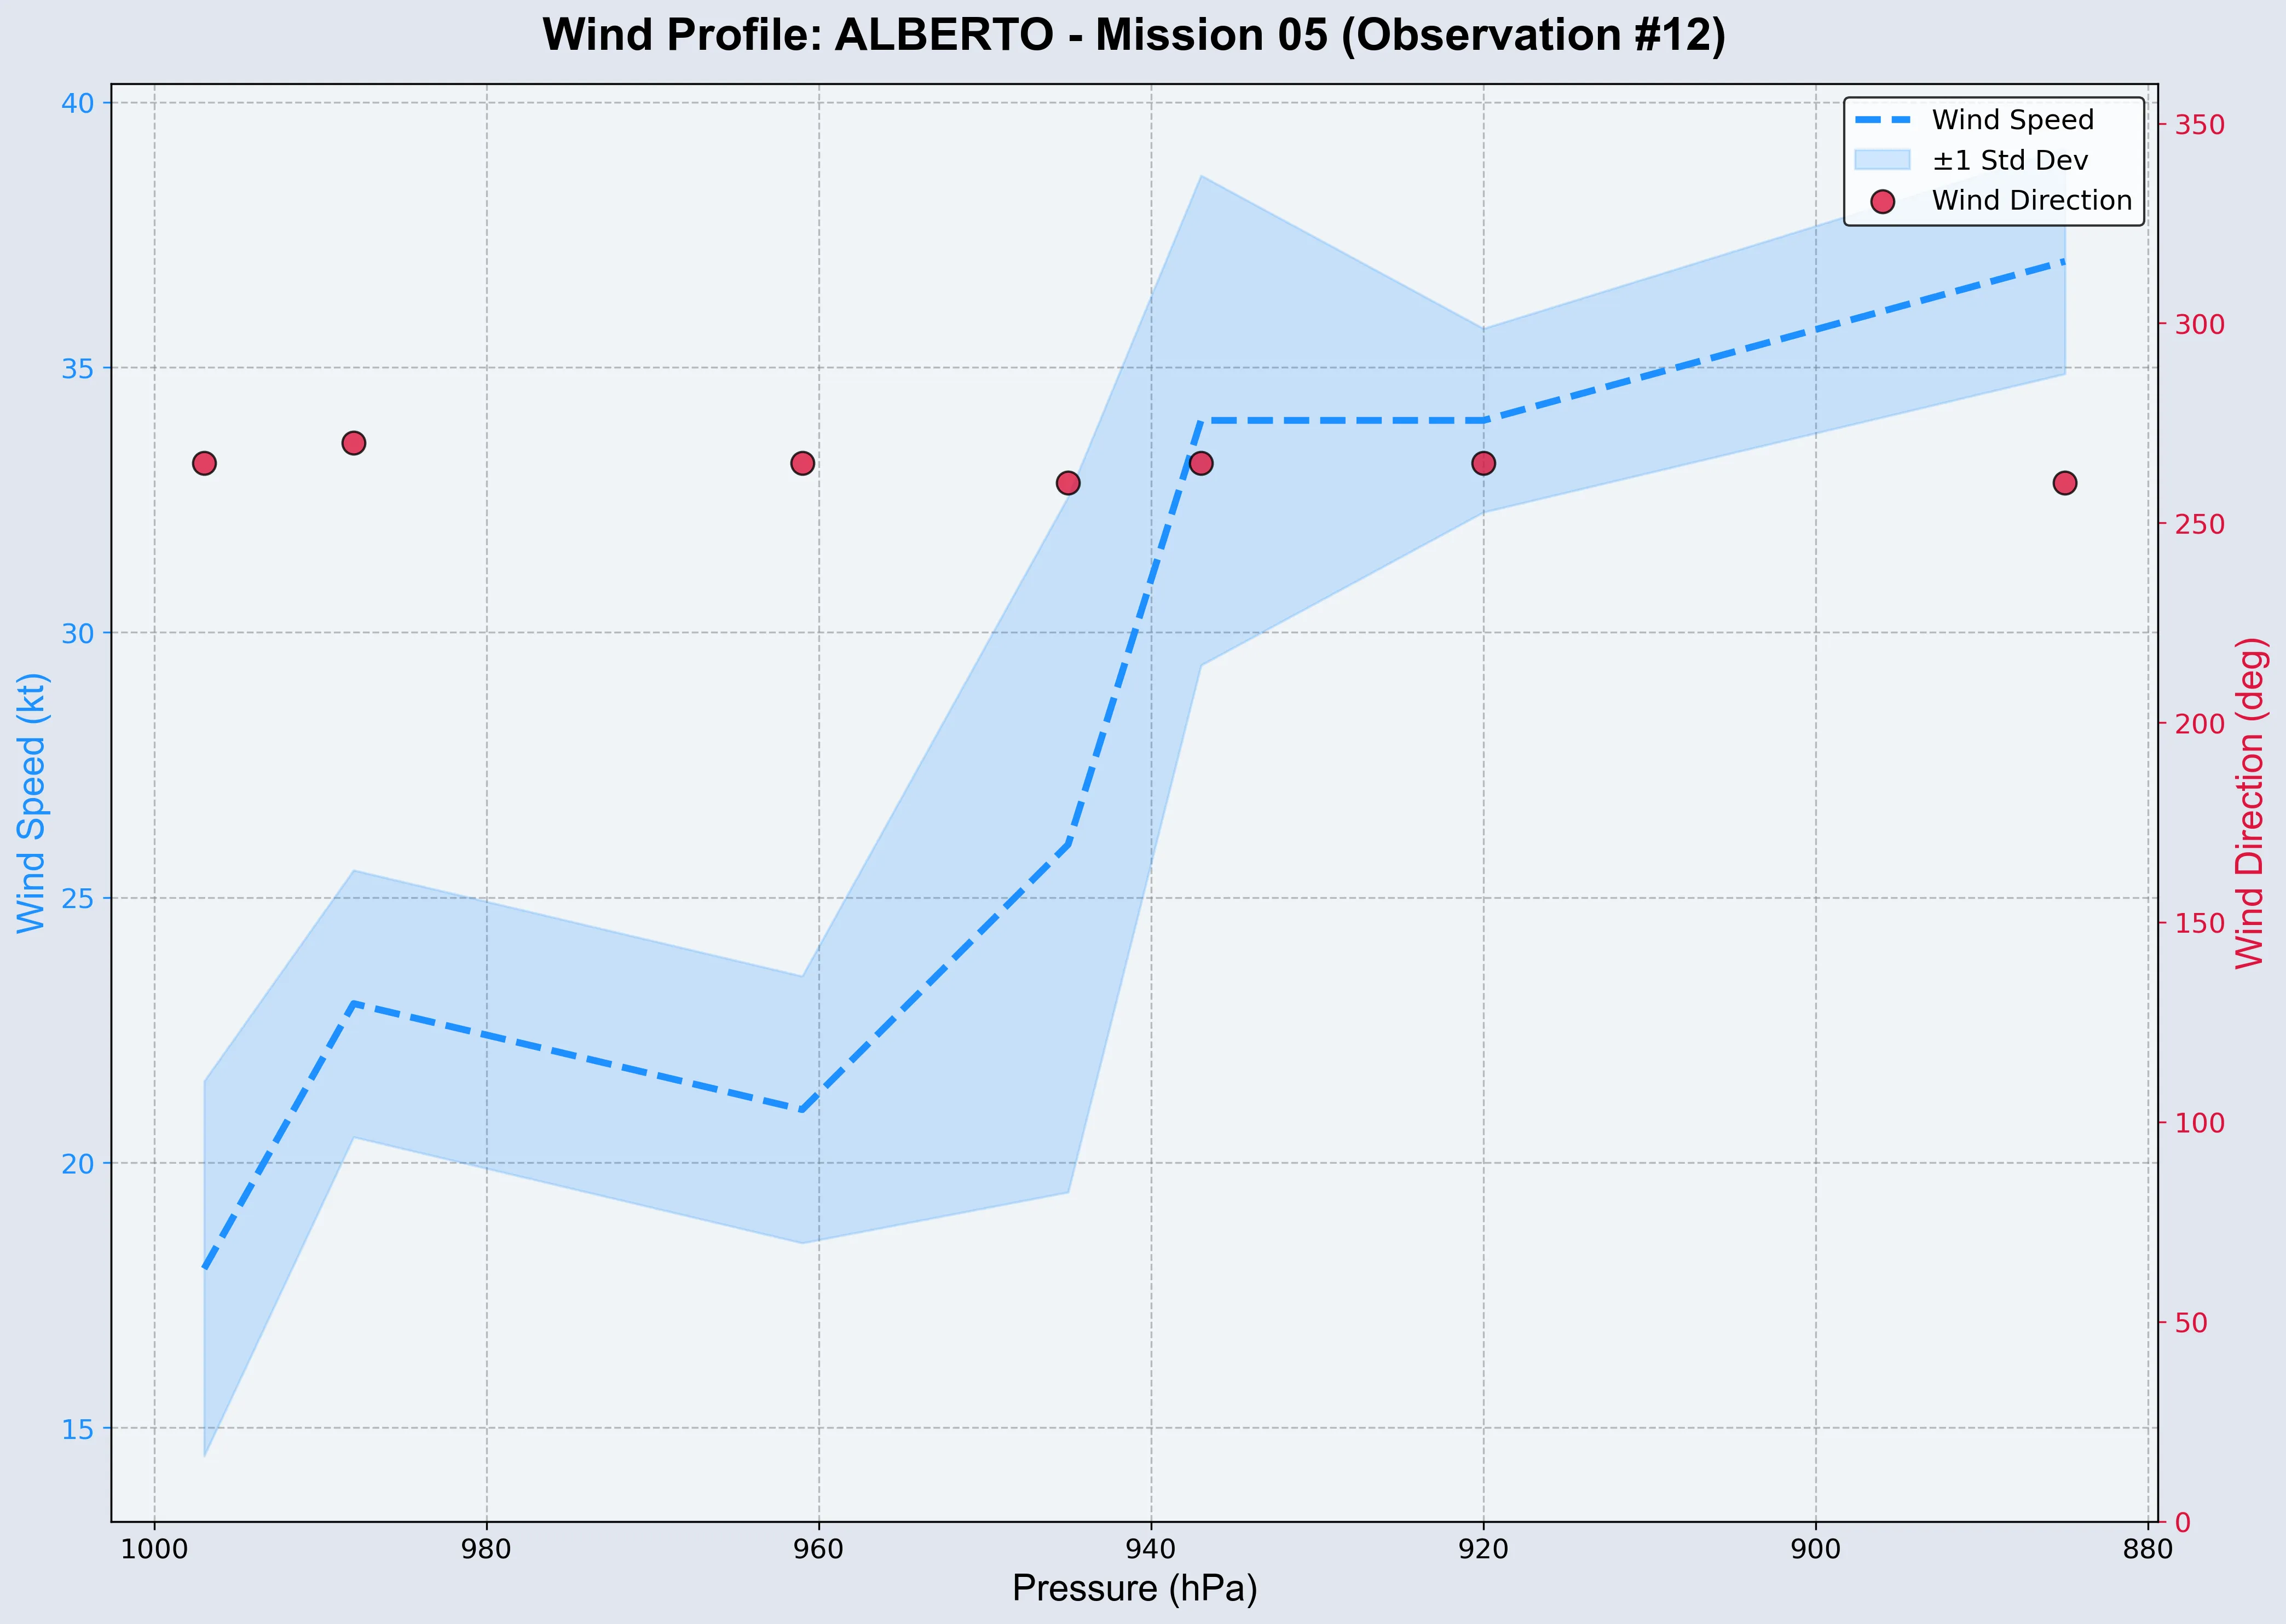 Wind Profile: ALBERTO - Mission 05 (Observation #12)
Wind Speed
±1 Std Dev
Wind Direction
Wind Speed (kt)
40
35
30
25
20
15
350
300
250
200
150
100
50
0
Wind Direction (deg)
1000 980 960 940 920 900 880
Pressure (hPa)